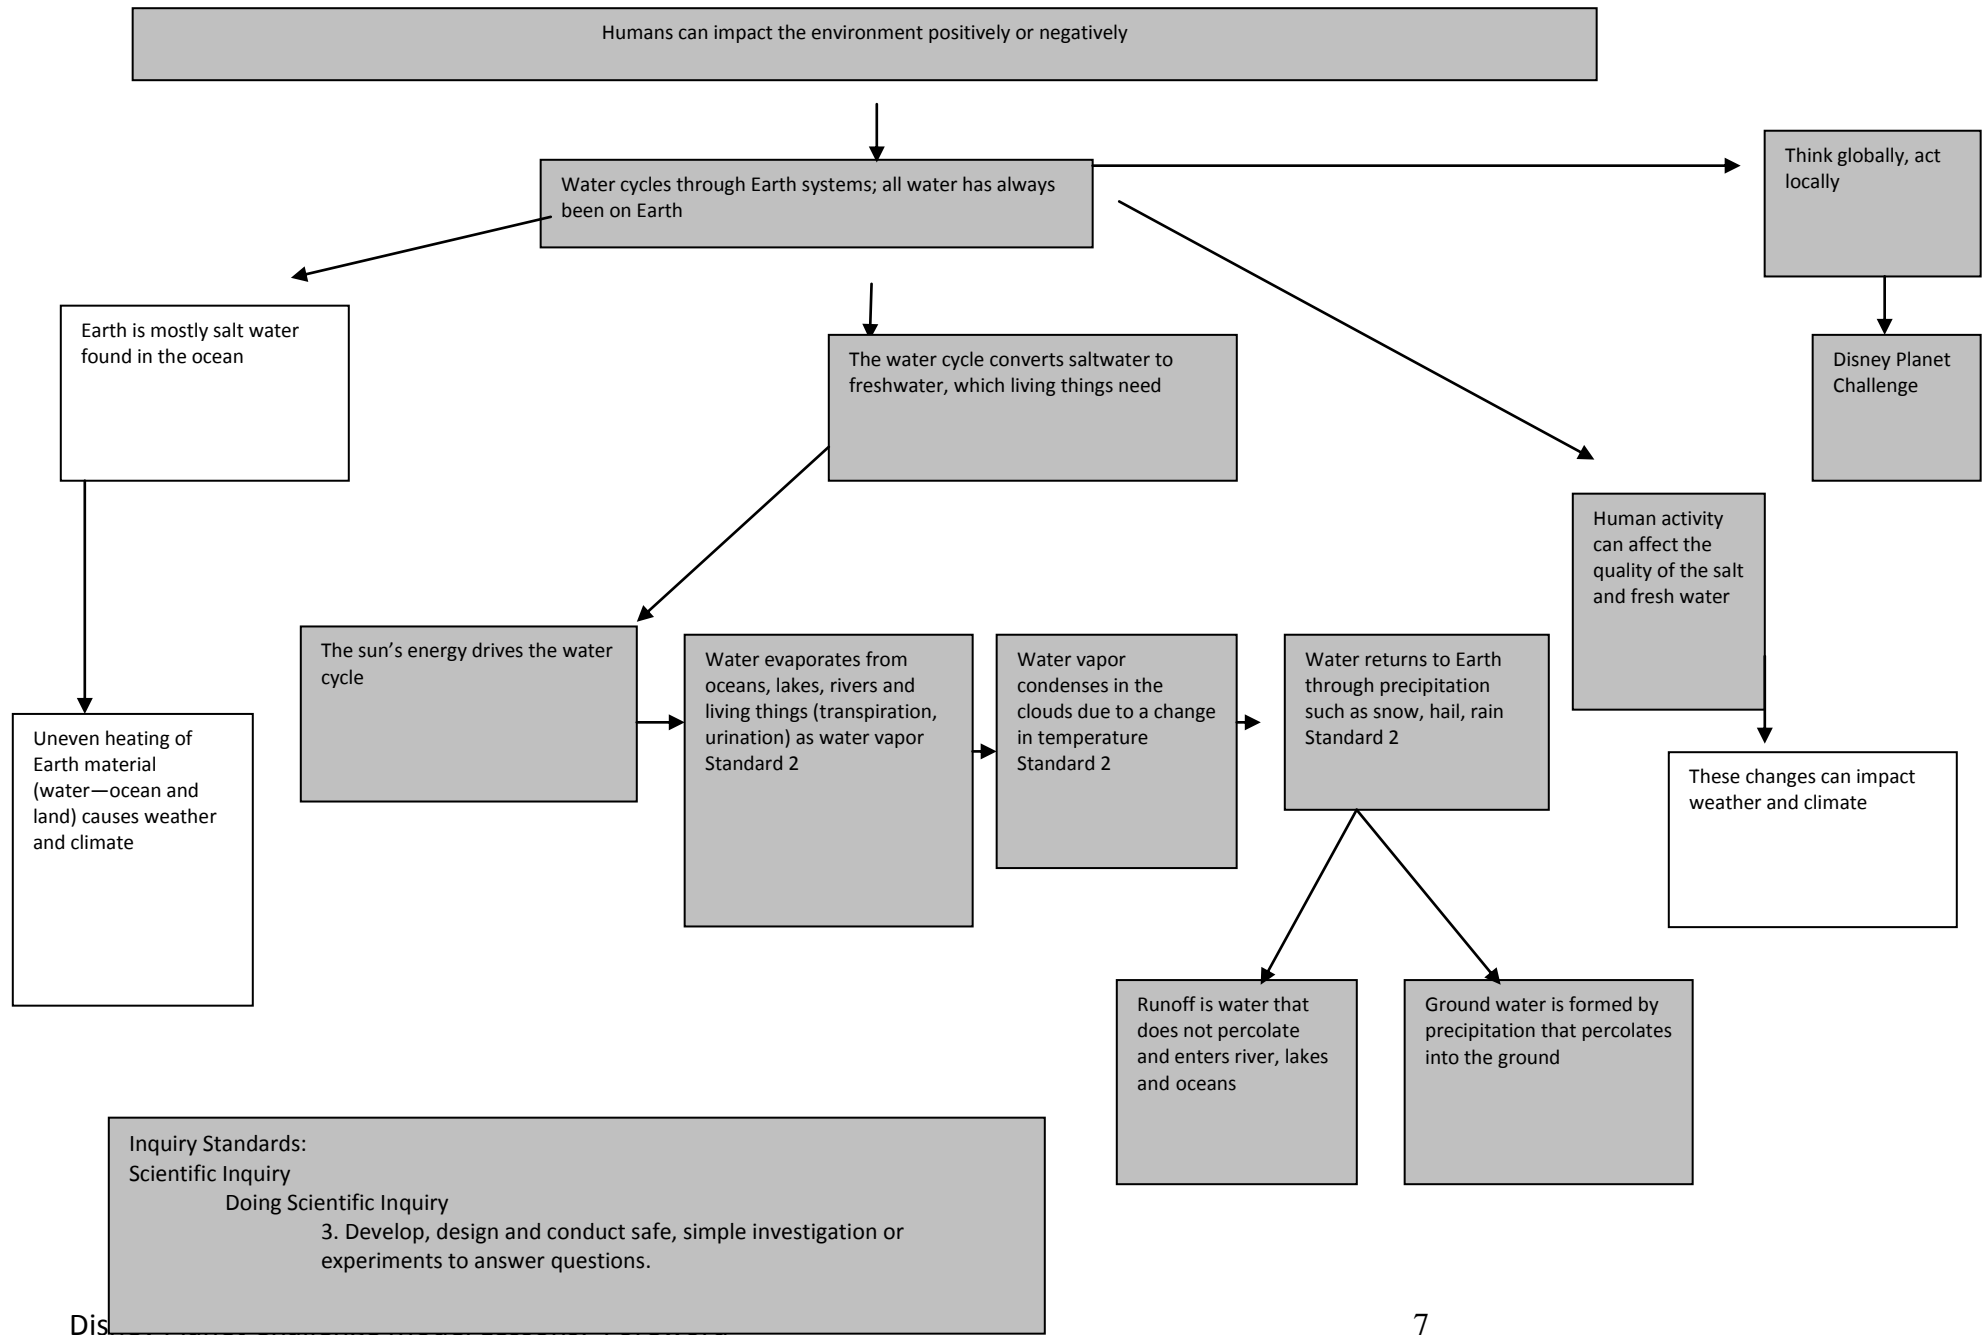 Humans can impact the environment positively or negatively
Water cycles through Earth systems; all water has always
been on Earth
Think globally, act
locally
Earth is mostly salt water
found in the ocean
The water cycle converts saltwater to
freshwater, which living things need
Disney Planet
Challenge
Human activity
can affect the
quality of the salt
and fresh water
The sun’s energy drives the water
cycle
Water evaporates from
oceans, lakes, rivers and
living things (transpiration,
urination) as water vapor
Standard 2
Water vapor
condenses in the
clouds due to a change
in temperature
Standard 2
Water returns to Earth
through precipitation
such as snow, hail, rain
Standard 2
Uneven heating of
Earth material
(water—ocean and
land) causes weather
and climate
These changes can impact
weather and climate
Runoff is water that
does not percolate
and enters river, lakes
and oceans
Ground water is formed by
precipitation that percolates
into the ground
Inquiry Standards:
Scientific Inquiry
Doing Scientific Inquiry
3. Develop, design and conduct safe, simple investigation or
experiments to answer questions.
7